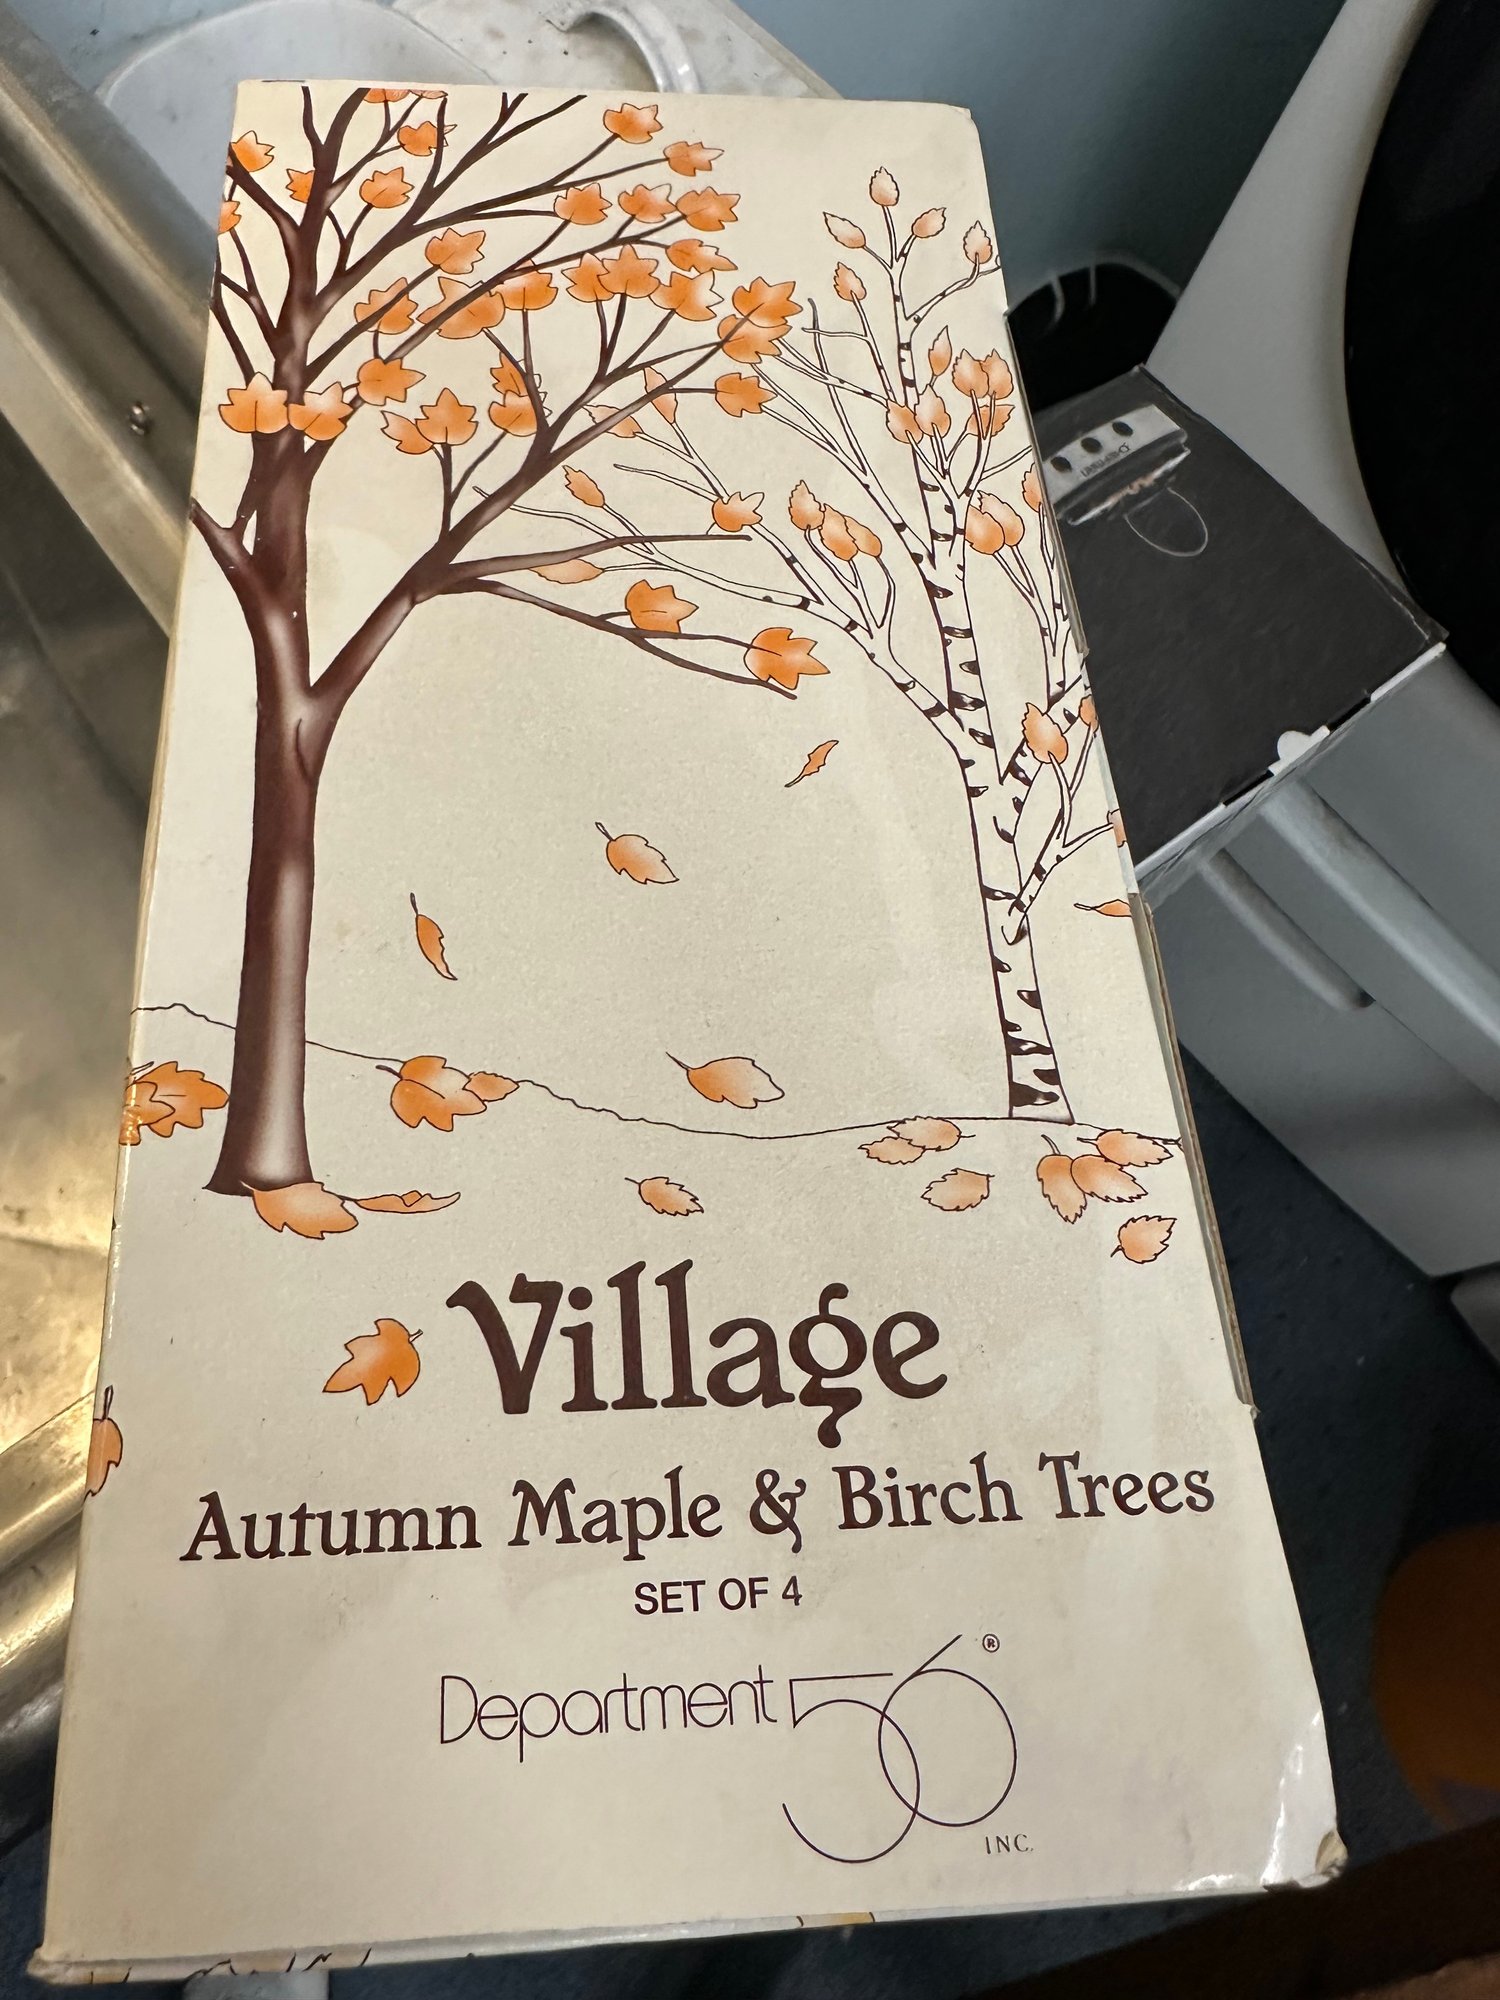 Village
Autumn Maple & Birch Trees
SET OF 4
Department 56®
INC.